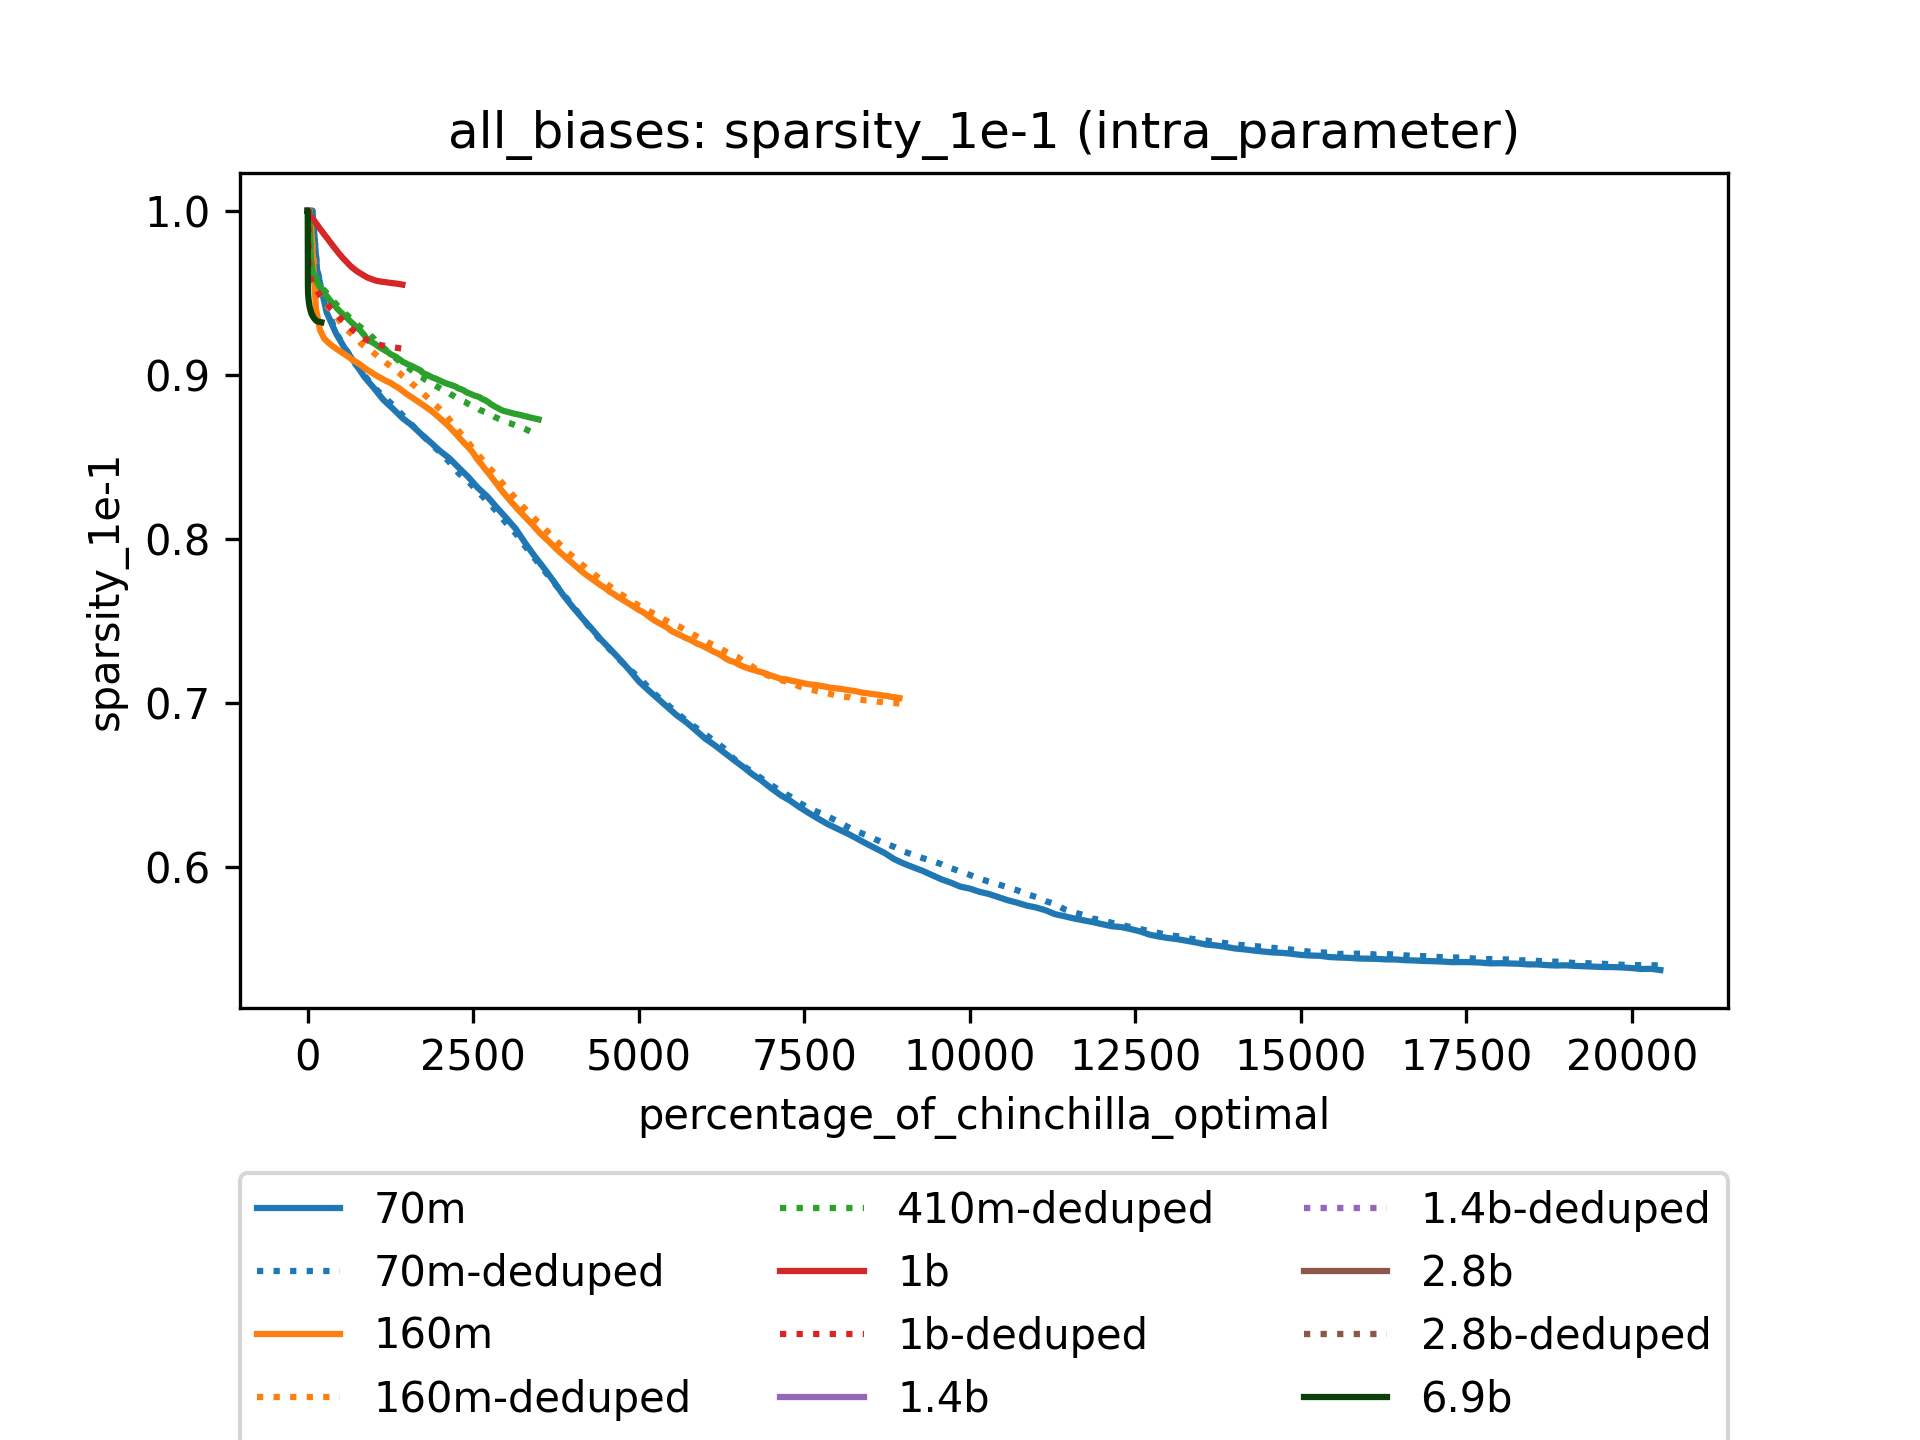 all_biases: sparsity_1e-1 (intra_parameter)
1.0
0.9
0.8
0.7
0.6
sparsity_1e-1
0 2500 5000 7500 10000 12500 15000 17500 20000
percentage_of_chinchilla_optimal
70m
70m-deduped
160m
160m-deduped
410m-deduped
1b
1b-deduped
1.4b
1.4b-deduped
2.8b
2.8b-deduped
6.9b